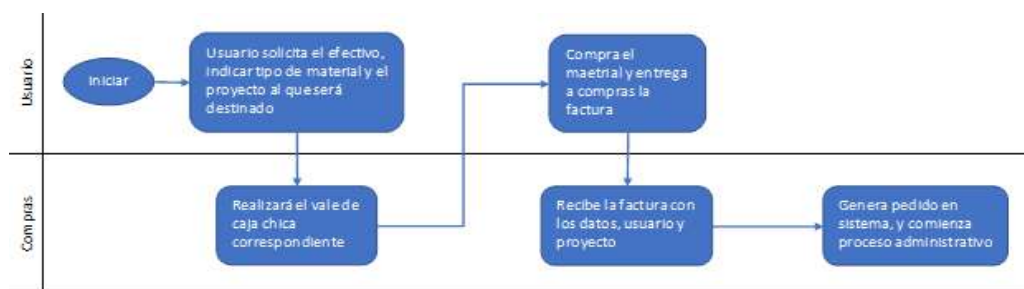 Usuario
Iniciar
Usuario solicita el efectivo,
indicar tipo de material y el
proyecto al que será
destinado
Compra el
maetrial y entrega
a compras la
factura
Compras
Realizará el vale de
caja chica
correspondiente
Recibe la factura con
los datos, usuario y
proyecto
Genera pedido en
sistema, y comienza
proceso administrativo